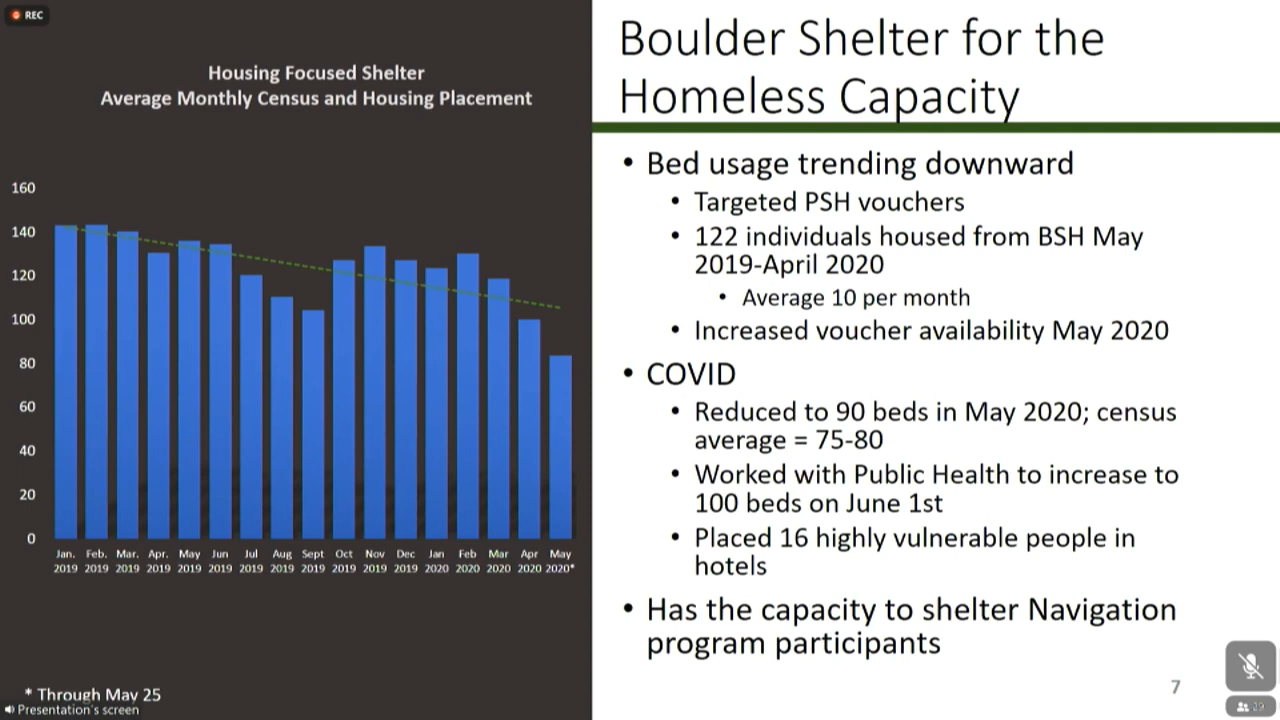 REC
Housing Focused Shelter
Average Monthly Census and Housing Placement
160
140
120
100
80
60
40
20
0
Jan. Feb. Mar. Apr. May Jun Jul Aug Sept Oct Nov Dec Jan Feb Mar Apr May
2019 2019 2019 2019 2019 2019 2019 2019 2019 2019 2019 2019 2020 2020 2020 2020 2020*
* Through May 25
Presentation's screen
Boulder Shelter for the
Homeless Capacity
• Bed usage trending downward
• Targeted PSH vouchers
• 122 individuals housed from BSH May
2019-April 2020
• Average 10 per month
• Increased voucher availability May 2020
• COVID
• Reduced to 90 beds in May 2020; census
average = 75-80
• Worked with Public Health to increase to
100 beds on June 1st
• Placed 16 highly vulnerable people in
hotels
• Has the capacity to shelter Navigation
program participants
7